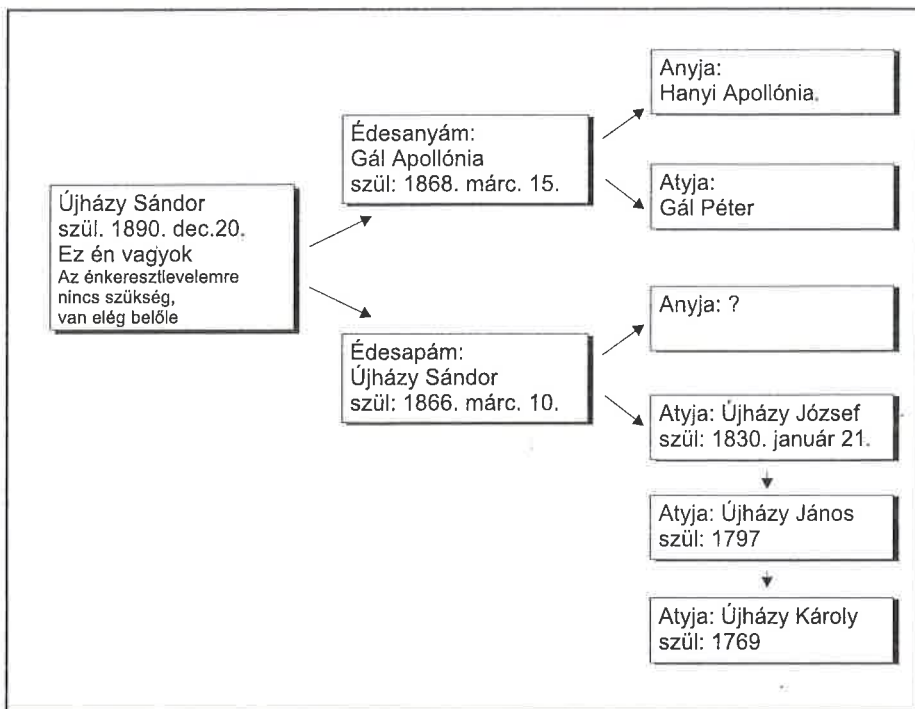 Újházy Sándor
szül. 1890. dec.20.
Ez én vagyok
Az énkeresztlevelemre
nincs szükség,
van elég belőle
Édesanyám:
Gál Apollónia
szül: 1868. márc. 15.
Anyja:
Hanyi Apollónia.
Atyja:
Gál Péter
Édesapám:
Újházy Sándor
szül: 1866. márc. 10.
Anyja: ?
Atyja: Újházy József
szül: 1830. január 21.
Atyja: Újházy János
szül: 1797
Atyja: Újházy Károly
szül: 1769